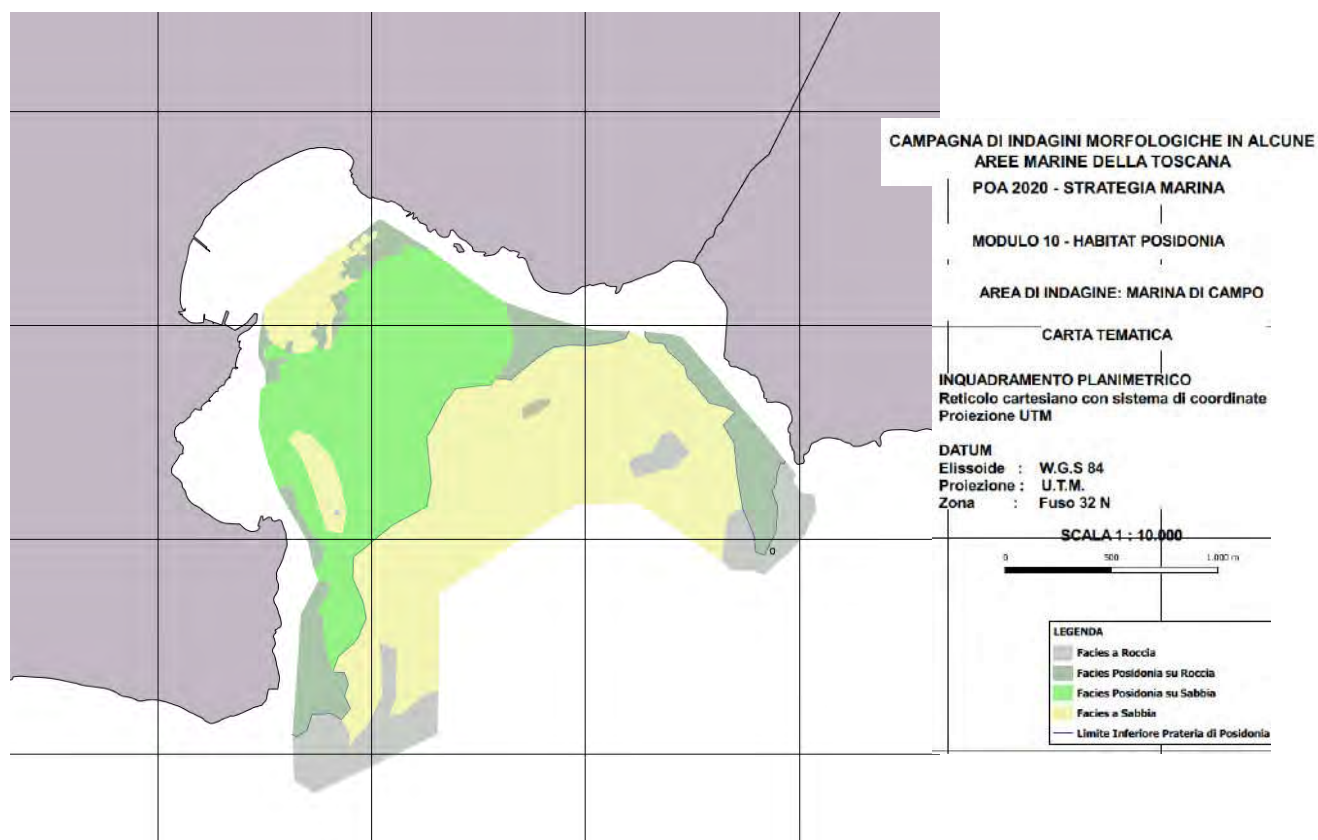 CAMPAGNA DI INDAGINI MORFOLOGICHE IN ALCUNE
AREE MARINE DELLA TOSCANA
POA 2020 - STRATEGIA MARINA
MODULO 10 - HABITAT POSIDONIA
AREA DI INDAGINE: MARINA DI CAMPO
CARTA TEMATICA
INQUADRAMENTO PLANIMETRICO
Reticolo cartesiano con sistema di coordinate
Proiezione UTM
DATUM
Elissoide : W.G.S 84
Proiezione : U.T.M.
Zona : Fuso 32 N
SCALA 1 : 10.000
0 500 1.000 m
LEGENDA
Facies a Roccia
Facies Posidonia su Roccia
Facies Posidonia su Sabbia
Facies a Sabbia
Limite Inferiore Prateria di Posidonia